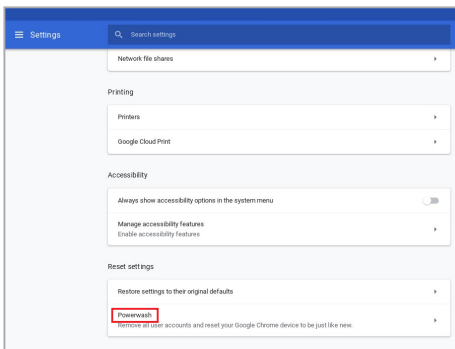 Settings
Search settings
Network file shares
Printing
Printers
Google Cloud Print
Accessibility
Always show accessibility options in the system menu
Manage accessibility features
Enable accessibility features
Reset settings
Restore settings to their original defaults
Powerwash
Remove all user accounts and reset your Google Chrome device to be just like new.